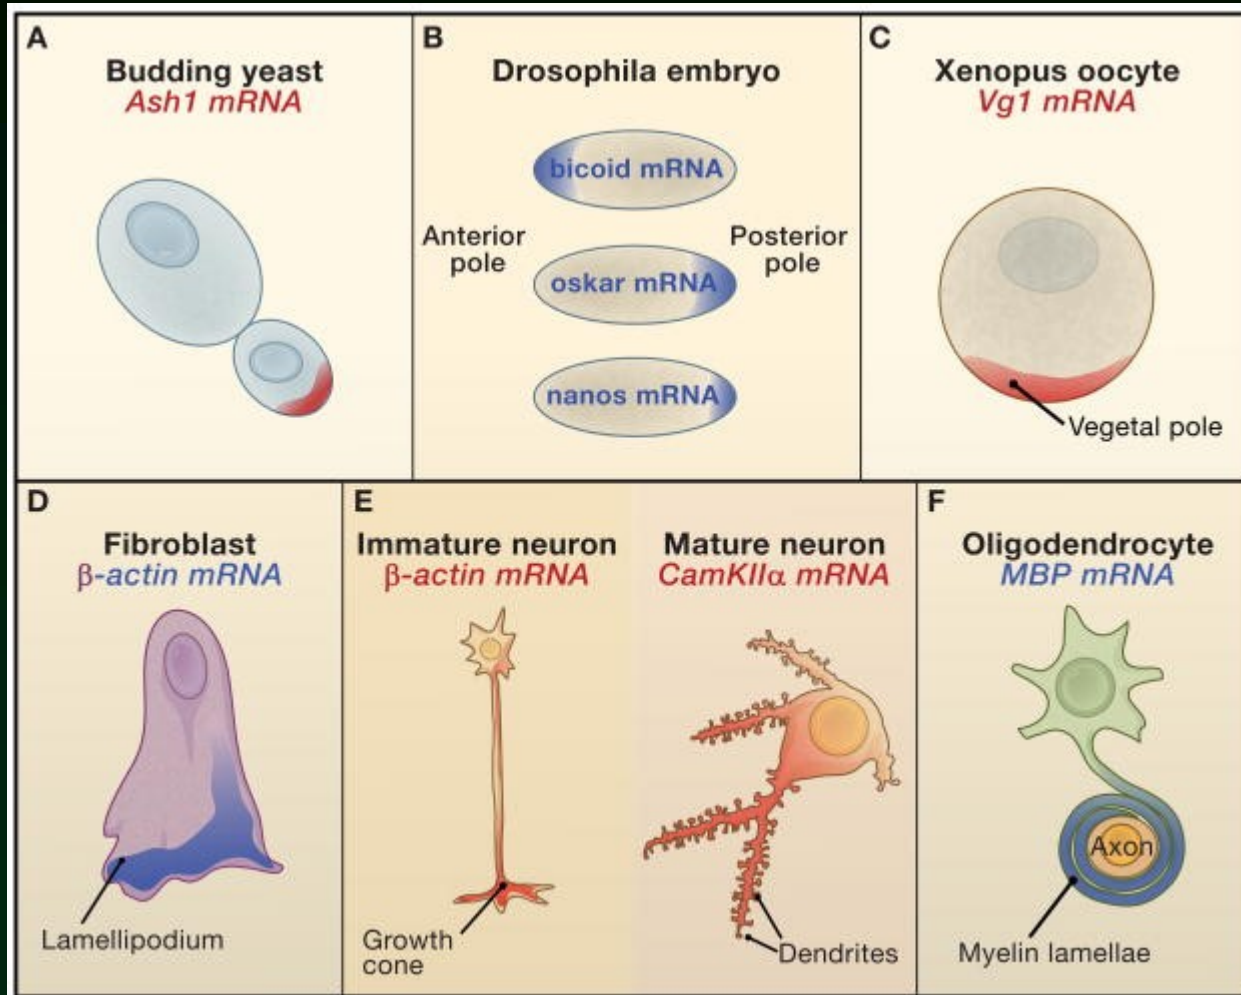 A
Budding yeast
Ash1 mRNA
B
Drosophila embryo
bicoid mRNA
Anterior
pole
Posterior
pole
oskar mRNA
nanos mRNA
C
Xenopus oocyte
Vg1 mRNA
Vegetal pole
D
Fibroblast
β-actin mRNA
Lamellipodium
E
Immature neuron
β-actin mRNA
Growth
cone
Mature neuron
CamKIIα mRNA
Dendrites
F
Oligodendrocyte
MBP mRNA
Axon
Myelin lamellae